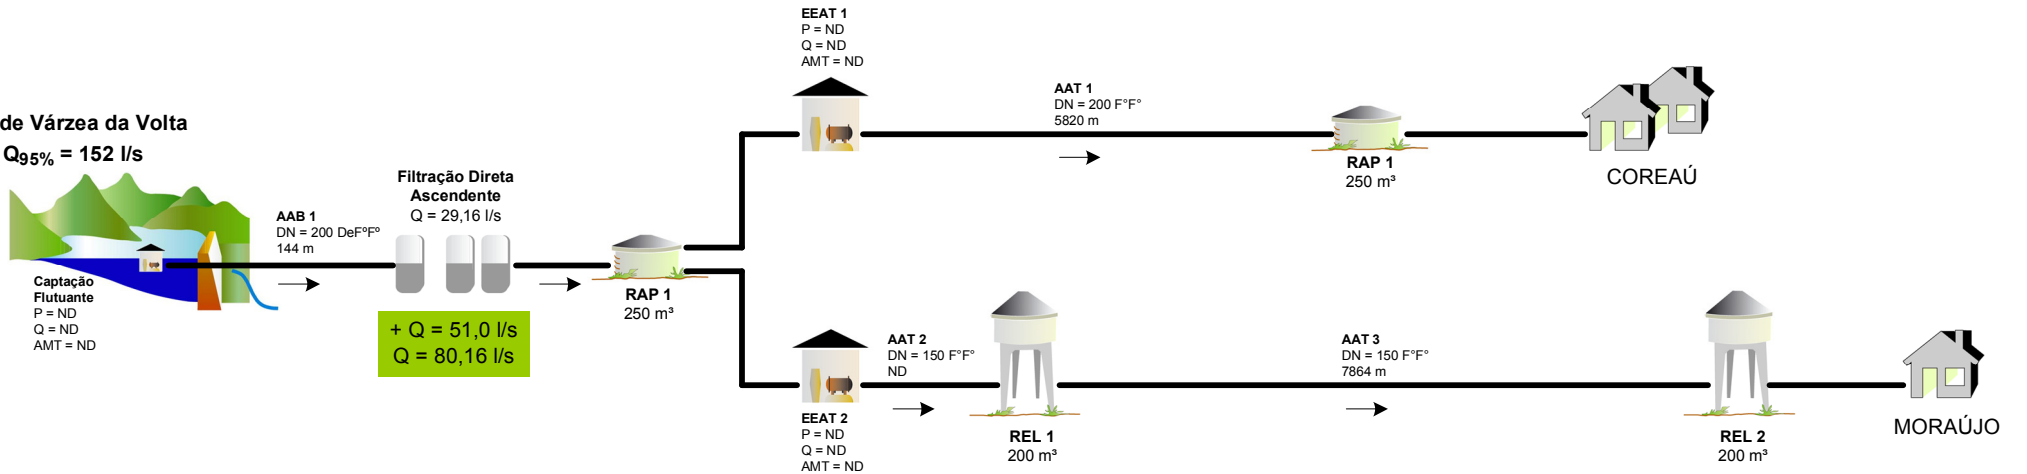 de Várzea da Volta
Q95% = 152 l/s
Captação
Flutuante
P = ND
Q = ND
AMT = ND
AAB 1
DN = 200 DeFºFº
144 m
Filtração Direta
Ascendente
Q = 29,16 l/s
+ Q = 51,0 l/s
Q = 80,16 l/s
RAP 1
250 m³
EEAT 1
P = ND
Q = ND
AMT = ND
AAT 1
DN = 200 F°F°
5820 m
RAP 1
250 m³
COREAÚ
EEAT 2
P = ND
Q = ND
AMT = ND
AAT 2
DN = 150 F°F°
ND
REL 1
200 m³
AAT 3
DN = 150 F°F°
7864 m
REL 2
200 m³
MORAÚJO